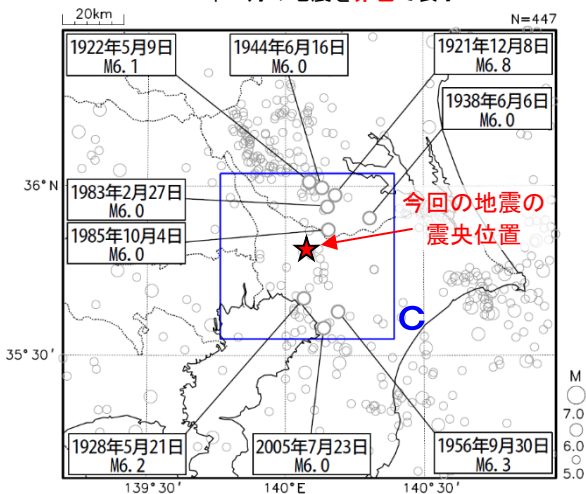 20km
N=447
1922年5月9日
M6.1
1944年6月16日
M6.0
1921年12月8日
M6.8
1938年6月6日
M6.0
36°N
1983年2月27日
M6.0
今回の地震の
震央位置
1985年10月4日
M6.0
C
35°30′
M
7.0
6.0
5.0
1928年5月21日
M6.2
2005年7月23日
M6.0
1956年9月30日
M6.3
139°30′
140°E
140°30′